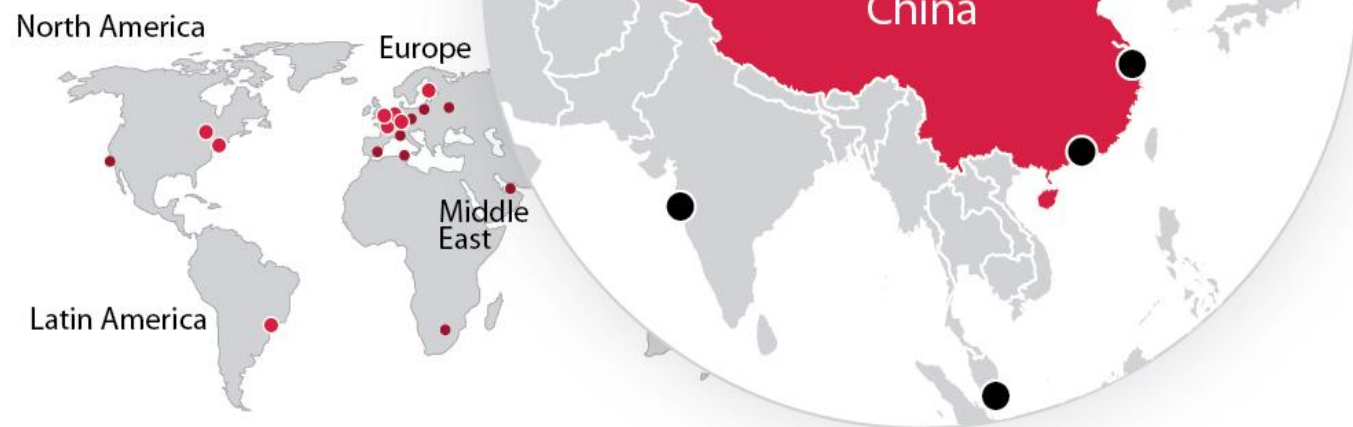 North America
Europe
China
Middle
East
Latin America